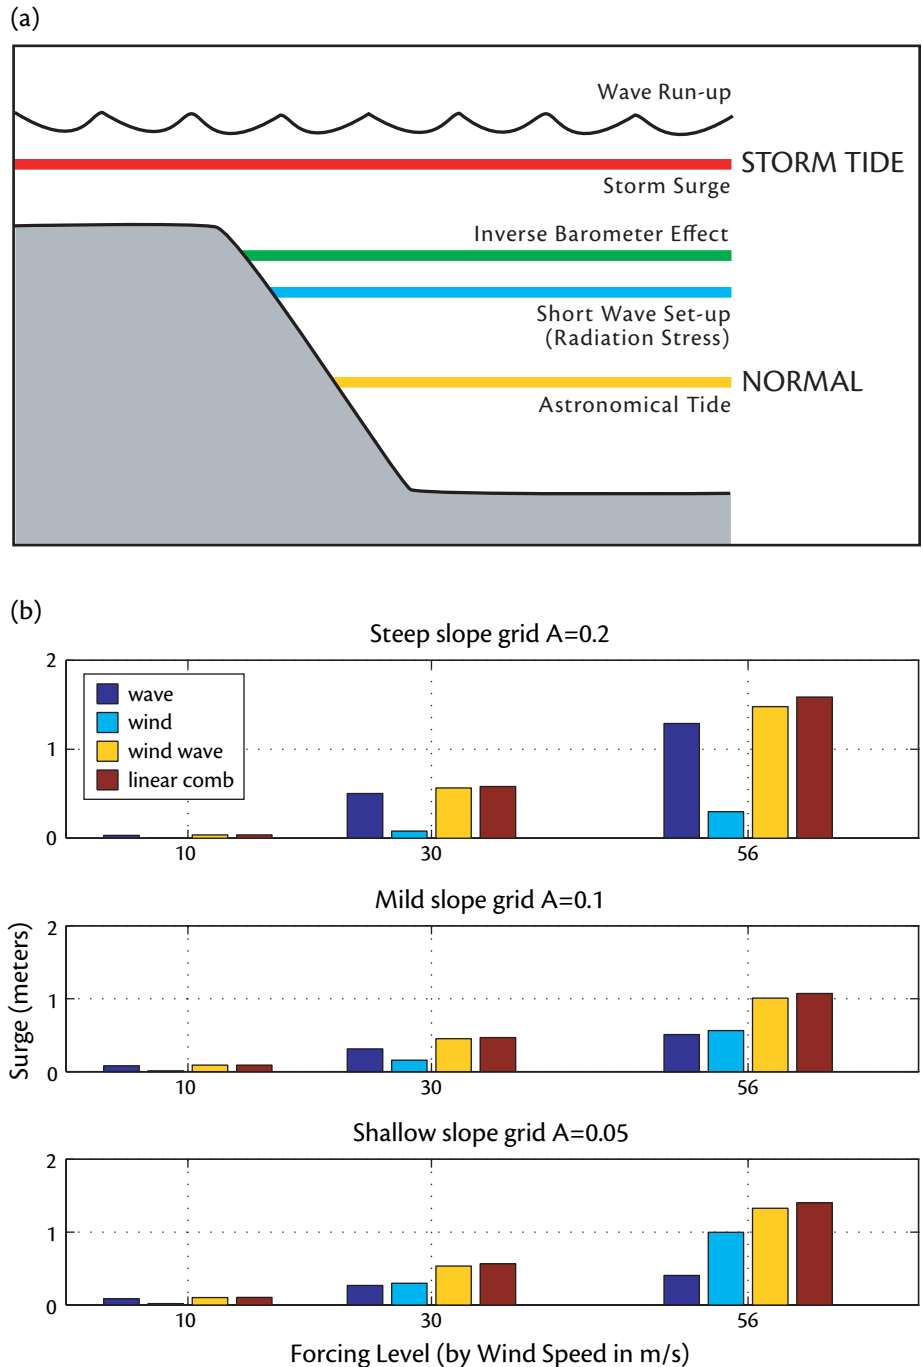 (a)
Wave Run-up
STORM TIDE
Storm Surge
Inverse Barometer Effect
Short Wave Set-up
(Radiation Stress)
NORMAL
Astronomical Tide
(b)
Steep slope grid A=0.2
2
wave
wind
1
wind wave
linear comb
0
10
30
56
Mild slope grid A=0.1
2
1
0
10
30
56
Surge (meters)
Shallow slope grid A=0.05
2
1
0
10
30
56
Forcing Level (by Wind Speed in m/s)